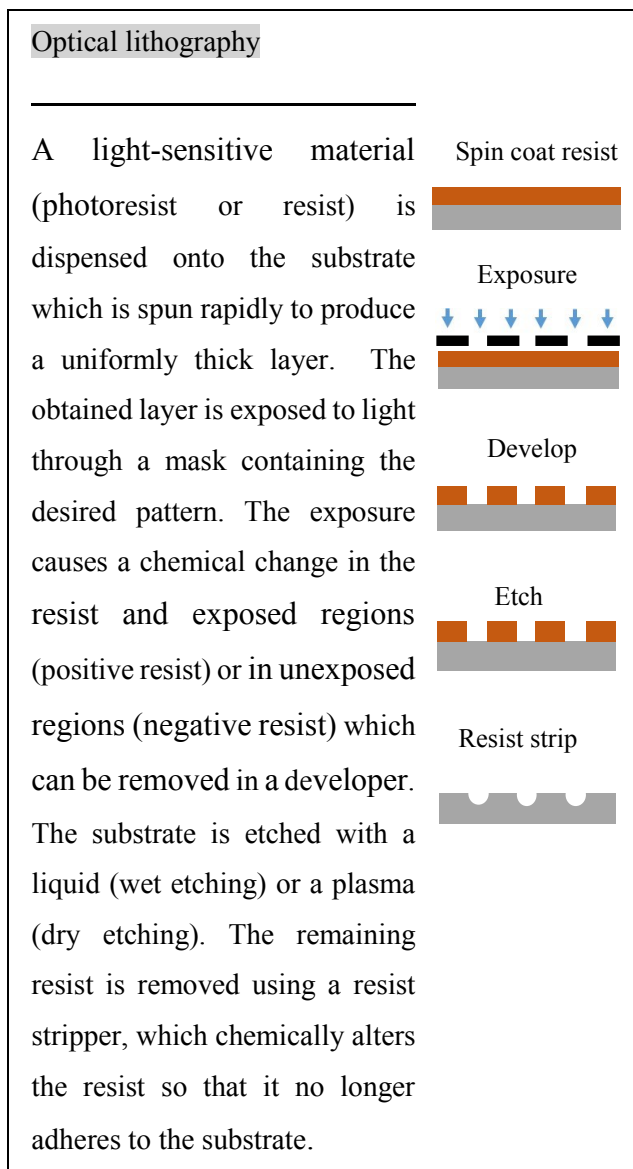 Optical lithography
A light-sensitive material
(photoresist or resist) is
dispensed onto the substrate
which is spun rapidly to produce
a uniformly thick layer. The
obtained layer is exposed to light
through a mask containing the
desired pattern. The exposure
causes a chemical change in the
resist and exposed regions
(positive resist) or in unexposed
regions (negative resist) which
can be removed in a developer.
The substrate is etched with a
liquid (wet etching) or a plasma
(dry etching). The remaining
resist is removed using a resist
stripper, which chemically alters
the resist so that it no longer
adheres to the substrate.
Spin coat resist
Exposure
Develop
Etch
Resist strip